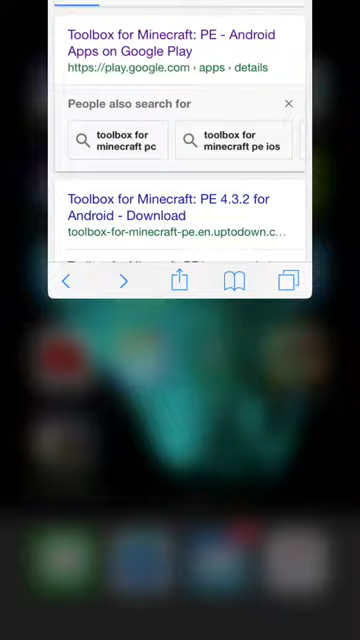 Toolbox for Minecraft: PE - Android
Apps on Google Play
https://play.google.com › apps › details
People also search for
toolbox for
minecraft pc
toolbox for
minecraft pe ios
Toolbox for Minecraft: PE 4.3.2 for
Android - Download
toolbox-for-minecraft-pe.en.uptodown.c...